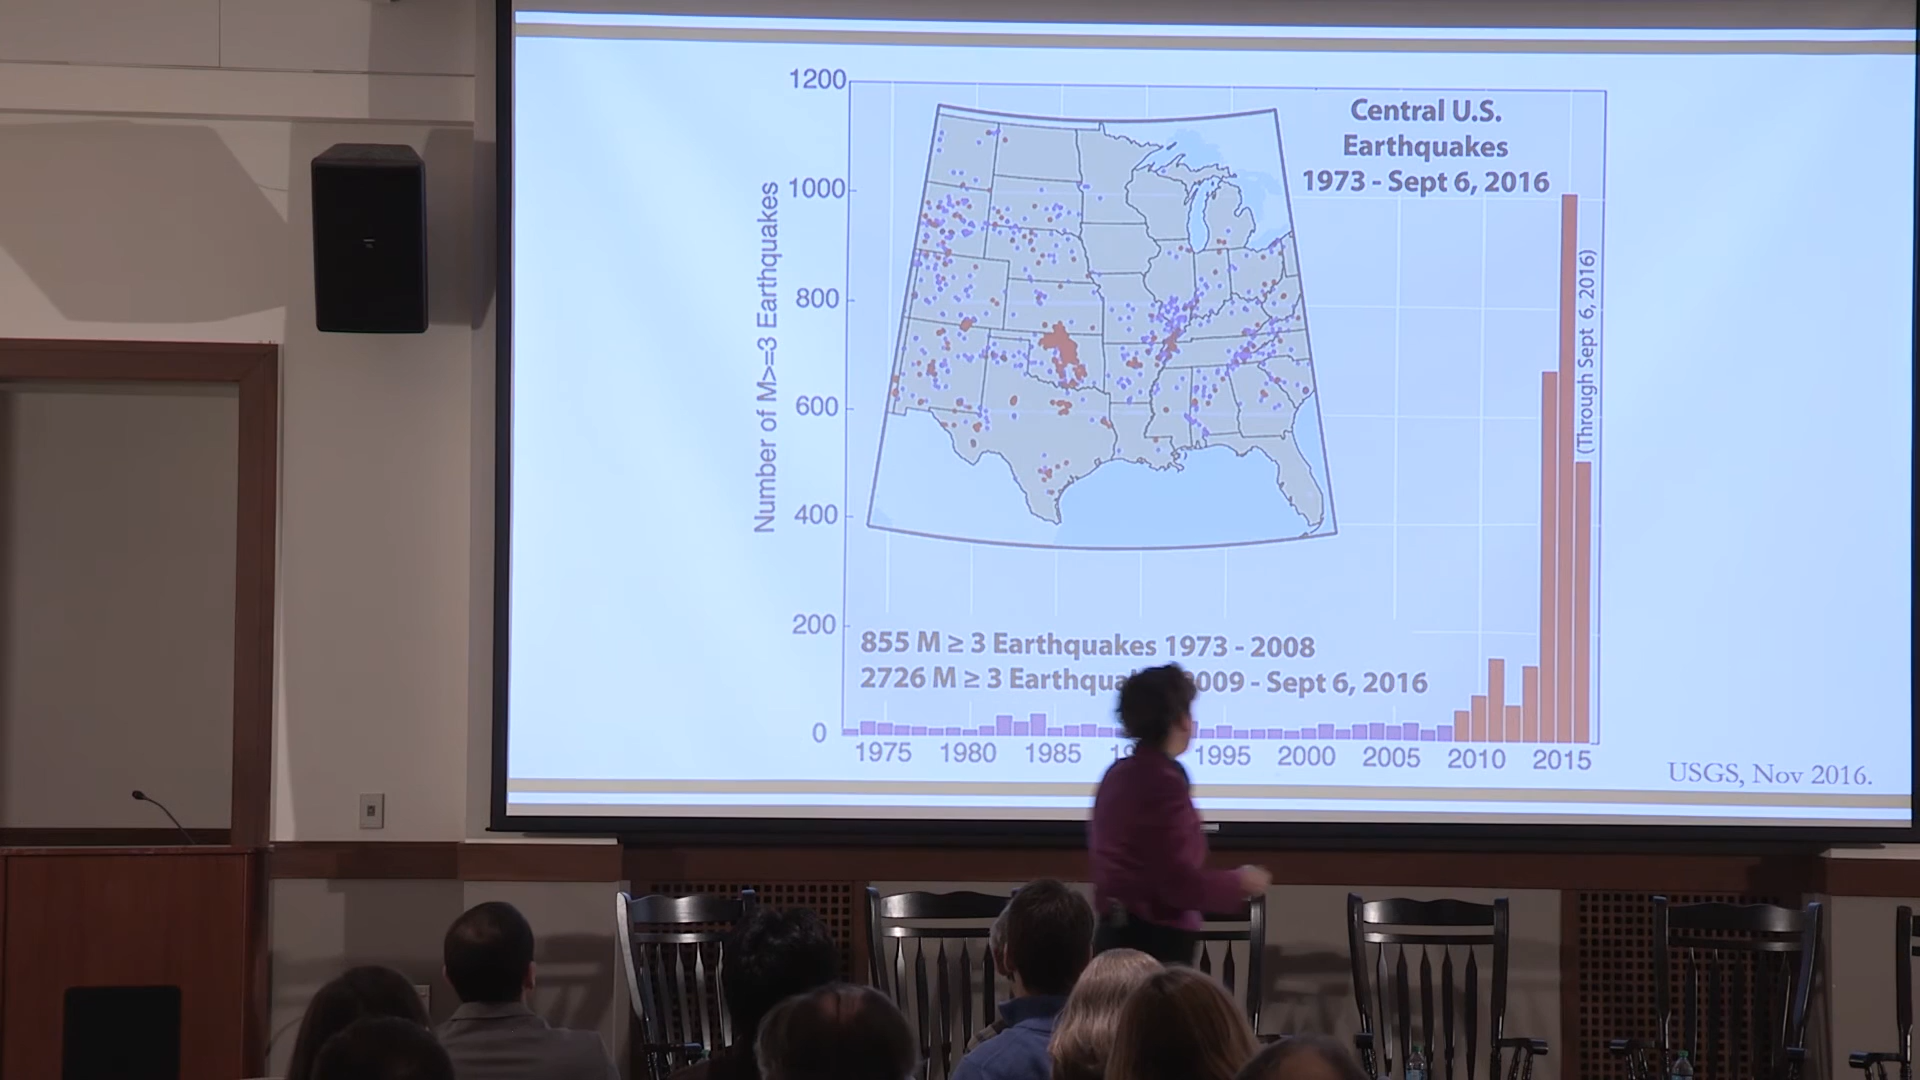 1200
1000
800
600
400
200
0
Number of M>=3 Earthquakes
Central U.S.
Earthquakes
1973 - Sept 6, 2016
(Through Sept 6, 2016)
855 M ≥ 3 Earthquakes 1973 - 2008
2726 M ≥ 3 Earthqua 009 - Sept 6, 2016
1975 1980 1985 19 1995 2000 2005 2010 2015
USGS, Nov 2016.